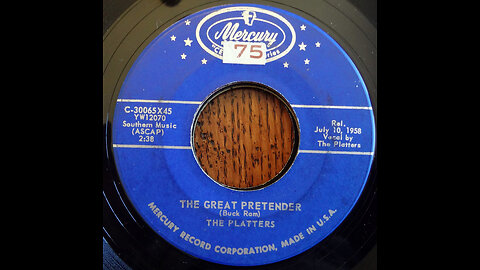 Mercury
75
C-30065X45
YW12070
Southern Music
(ASCAP)
2:38
Rel.
July 10, 1958
Vocal by
The Platters
THE GREAT PRETENDER
(Buck Ram)
THE PLATTERS
MERCURY RECORD CORPORATION, MADE IN U.S.A.